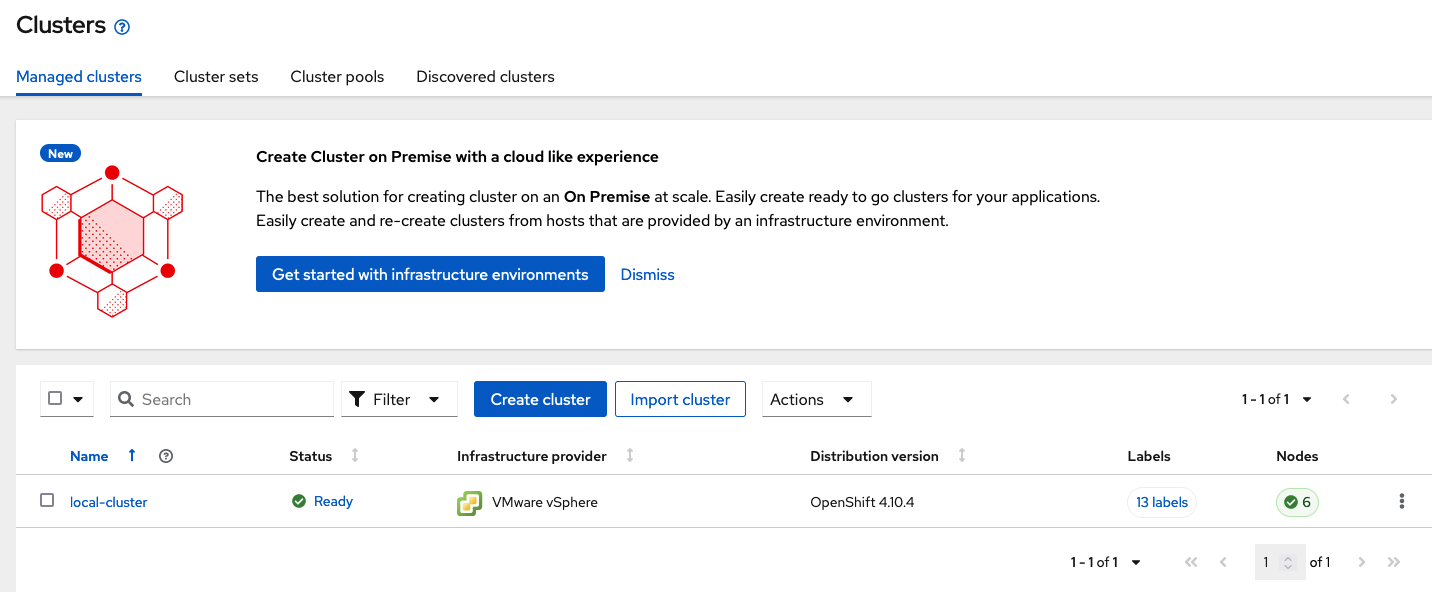 Clusters
Managed clusters Cluster sets Cluster pools Discovered clusters
New
Create Cluster on Premise with a cloud like experience
The best solution for creating cluster on an On Premise at scale. Easily create ready to go clusters for your applications.
Easily create and re-create clusters from hosts that are provided by an infrastructure environment.
Get started with infrastructure environments Dismiss
Search Filter Create cluster Import cluster Actions 1 - 1 of 1
Name Status Infrastructure provider Distribution version Labels Nodes
local-cluster Ready VMware vSphere OpenShift 4.10.4 13 labels 6
1 - 1 of 1 1 of 1